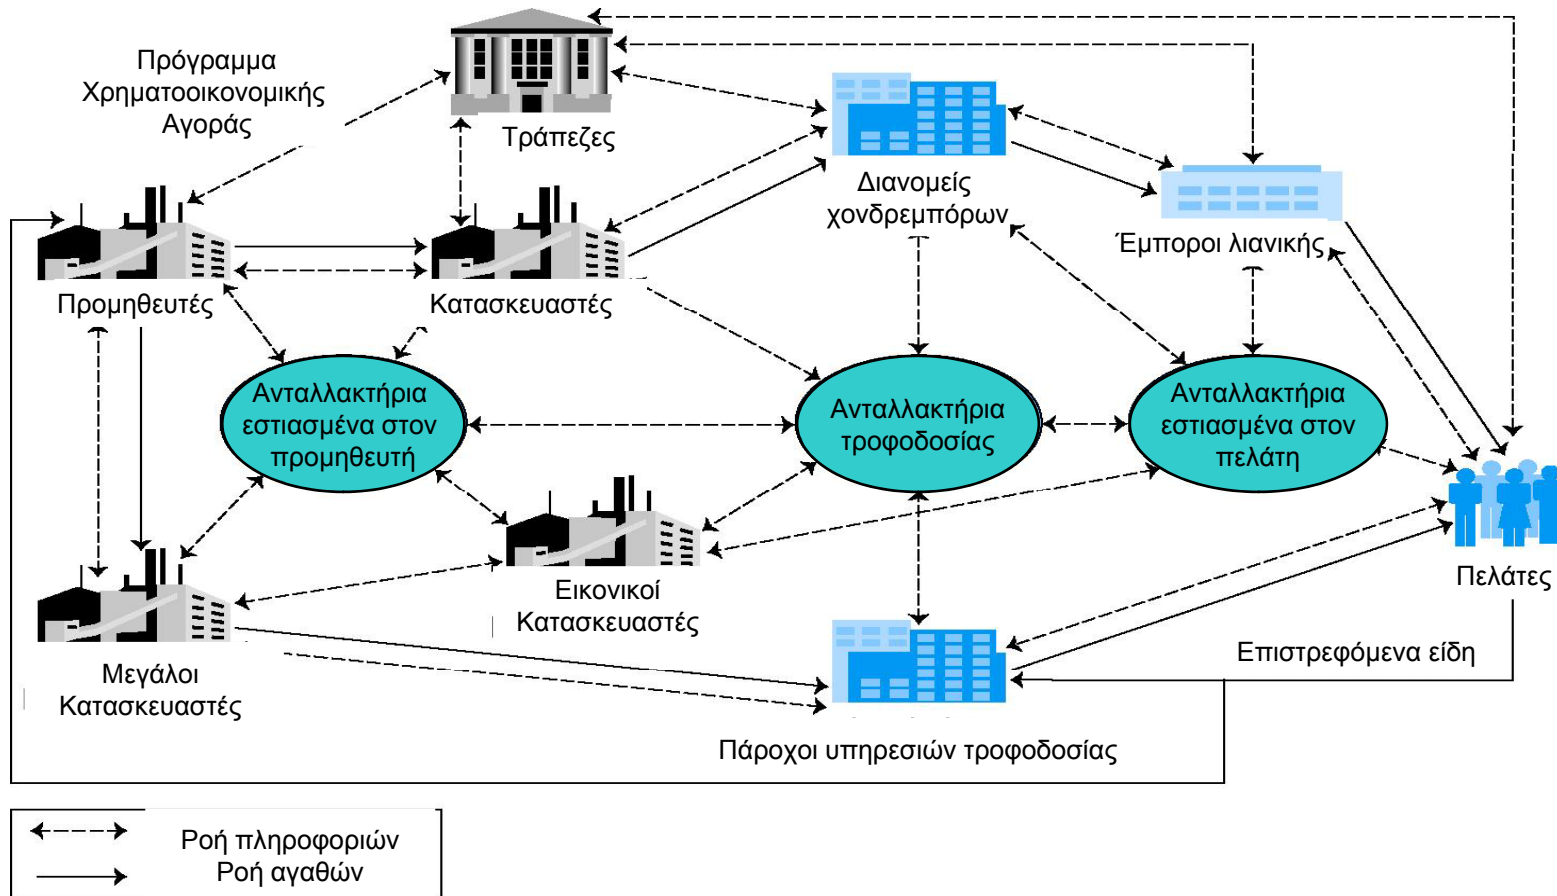 Πρόγραμμα
Χρηματοοικονομικής
Αγοράς
Τράπεζες
Διανομείς
χονδρεμπόρων
Έμποροι λιανικής
Προμηθευτές
Κατασκευαστές
Ανταλλακτήρια
εστιασμένα στον
προμηθευτή
Ανταλλακτήρια
τροφοδοσίας
Ανταλλακτήρια
εστιασμένα στον
πελάτη
Εικονικοί
Κατασκευαστές
Πελάτες
Μεγάλοι
Κατασκευαστές
Επιστρεφόμενα είδη
Πάροχοι υπηρεσιών τροφοδοσίας
Ροή πληροφοριών
Ροή αγαθών